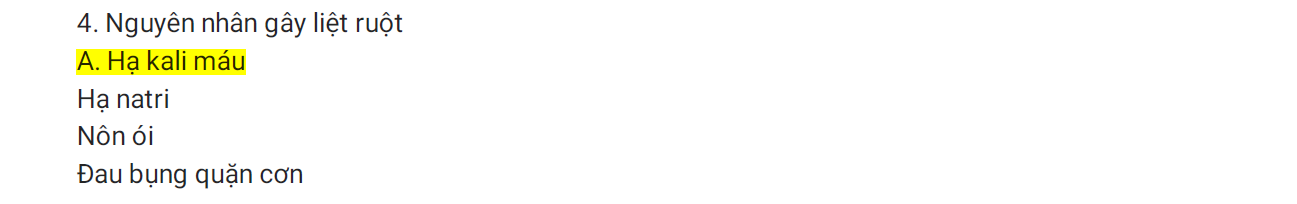 4. Nguyên nhân gây liệt ruột
A. Hạ kali máu
Hạ natri
Nôn ói
Đau bụng quặn cơn